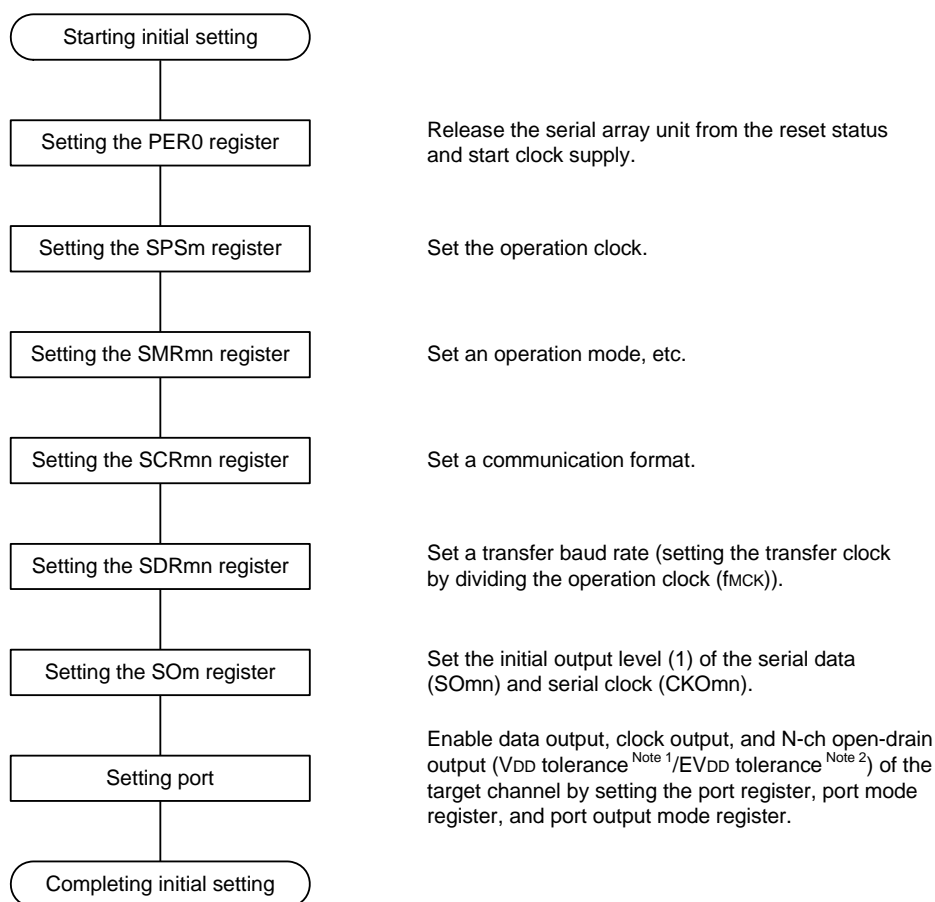 Starting initial setting
Setting the PER0 register
Release the serial array unit from the reset status
and start clock supply.
Setting the SPSm register
Set the operation clock.
Setting the SMRmn register
Set an operation mode, etc.
Setting the SCRmn register
Set a communication format.
Setting the SDRmn register
Set a transfer baud rate (setting the transfer clock
by dividing the operation clock (fMCK)).
Setting the SOm register
Set the initial output level (1) of the serial data
(SOmn) and serial clock (CKOmn).
Setting port
Enable data output, clock output, and N-ch open-drain
output (VDD tolerance Note 1/EVDD tolerance Note 2) of the
target channel by setting the port register, port mode
register, and port output mode register.
Completing initial setting